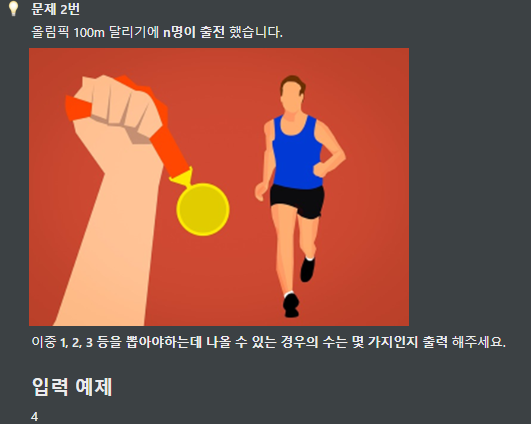 문제 2번
올림픽 100m 달리기에 n명이 출전 했습니다.
이중 1, 2, 3 등을 뽑아야하는데 나올 수 있는 경우의 수는 몇 가지인지 출력 해주세요.
입력 예제
4